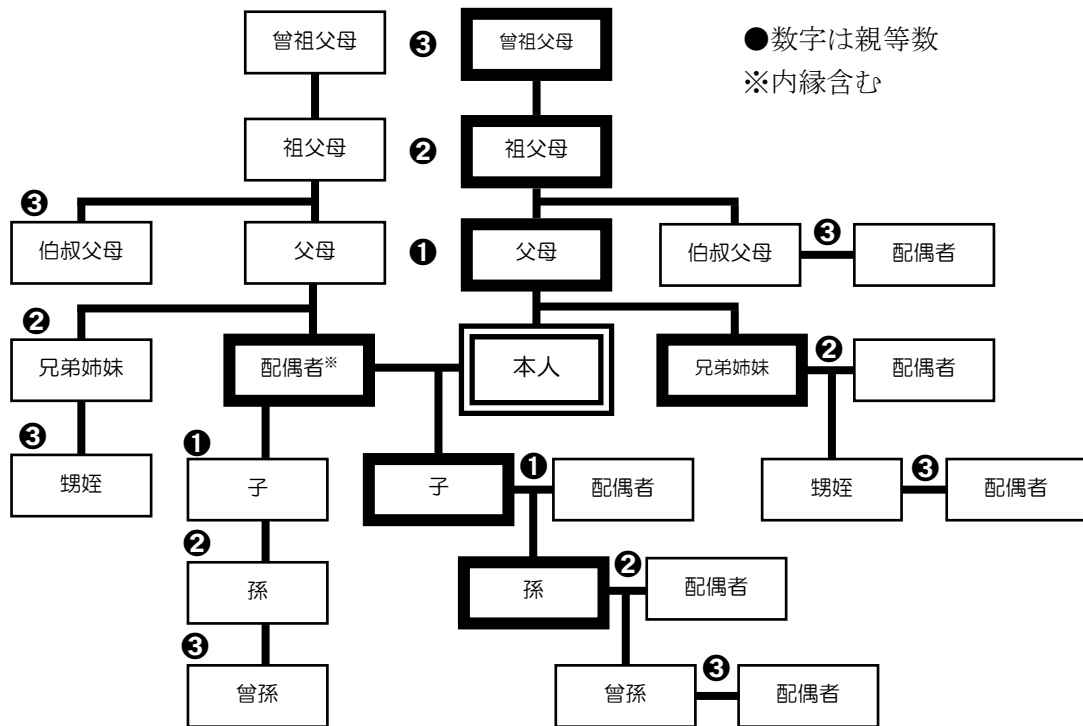 曾祖父母 ❸ 曾祖父母
●数字は親等数
※内縁含む
祖父母 ❷ 祖父母
❸ ❸
伯叔父母 父母 ❶ 父母 伯叔父母 配偶者
❷ ❷
兄弟姉妹 配偶者※ 本人 兄弟姉妹 配偶者
❸ ❶ ❶ ❸
甥姪 子 子 配偶者 甥姪 配偶者
❷ ❷
孫 孫 配偶者
❸ ❸
曾孫 曾孫 配偶者